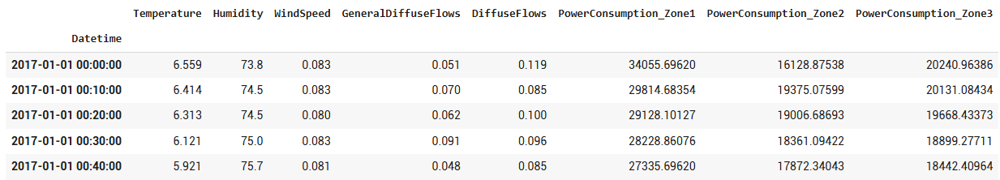 Temperature Humidity WindSpeed GeneralDiffuseFlows DiffuseFlows PowerConsumption_Zone1 PowerConsumption_Zone2 PowerConsumption_Zone3
Datetime
2017-01-01 00:00:00 6.559 73.8 0.083 0.051 0.119 34055.69620 16128.87538 20240.96386
2017-01-01 00:10:00 6.414 74.5 0.083 0.070 0.085 29814.68354 19375.07599 20131.08434
2017-01-01 00:20:00 6.313 74.5 0.080 0.062 0.100 29128.10127 19006.68693 19668.43373
2017-01-01 00:30:00 6.121 75.0 0.083 0.091 0.096 28228.86076 18361.09422 18899.27711
2017-01-01 00:40:00 5.921 75.7 0.081 0.048 0.085 27335.69620 17872.34043 18442.40964